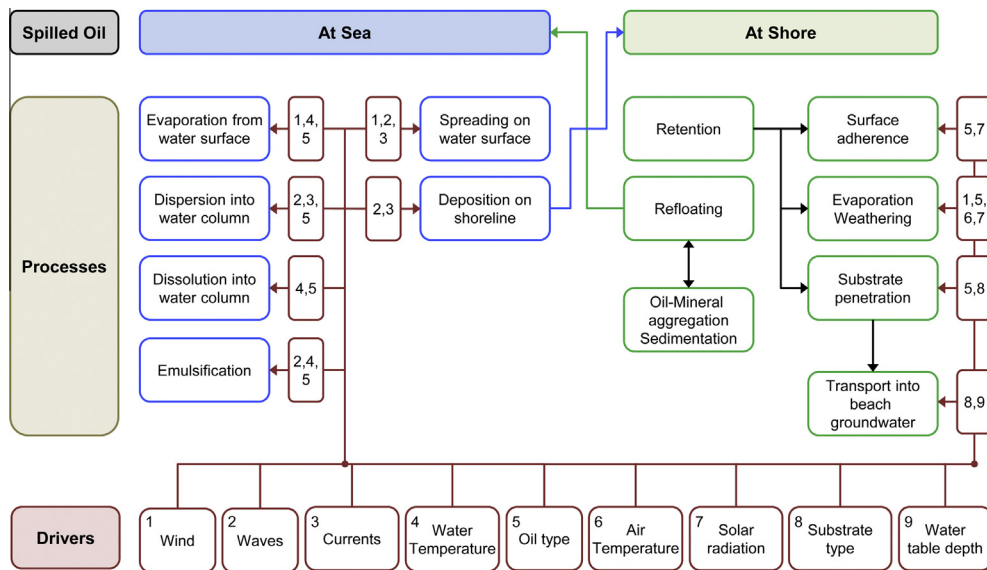 Spilled Oil
At Sea
At Shore
Processes
Evaporation from
water surface
1,4,
5
1,2,
3
Spreading on
water surface
Retention
Surface
adherence
5,7
Dispersion into
water column
2,3,
5
2,3
Deposition on
shoreline
Refloating
Evaporation
Weathering
1,5,
6,7
Dissolution into
water column
4,5
Oil-Mineral
aggregation
Sedimentation
Substrate
penetration
5,8
Emulsification
2,4,
5
Transport into
beach
groundwater
8,9
Drivers
1
Wind
2
Waves
3
Currents
4
Water
Temperature
5
Oil type
6
Air
Temperature
7
Solar
radiation
8
Substrate
type
9
Water
table depth